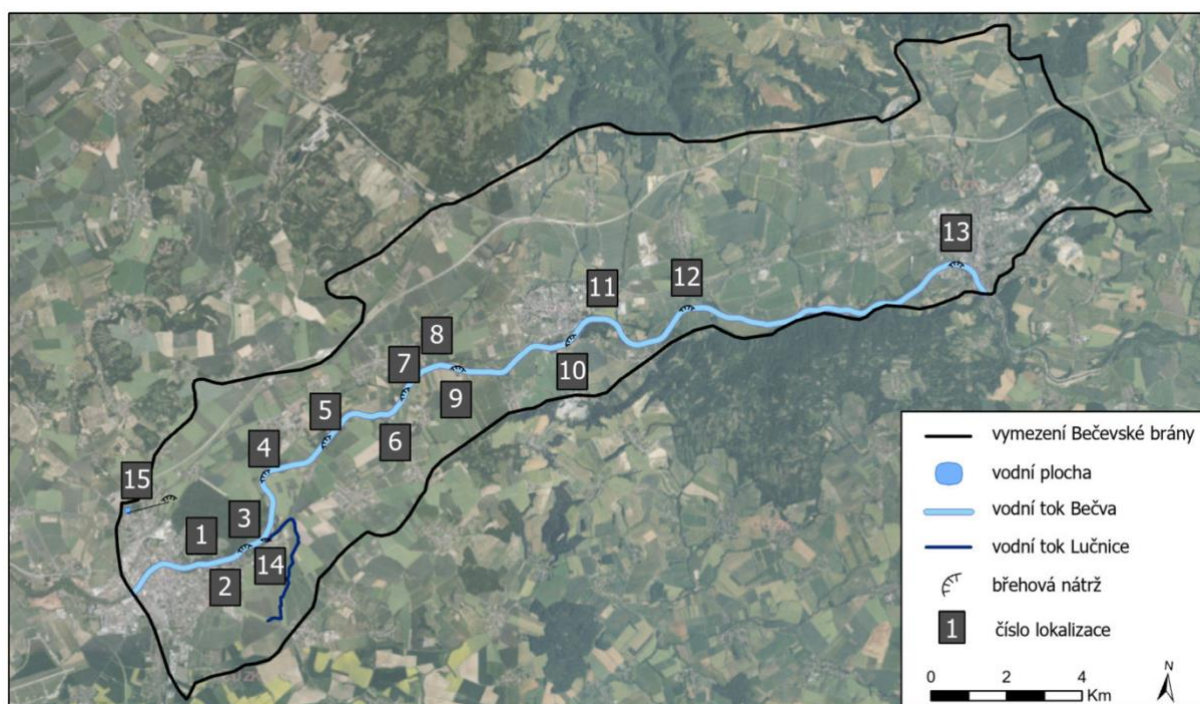 13
12
11
8
7
10
9
5
6
4
15
3
1
14
2
vymezení Bečevské brány
vodní plocha
vodní tok Bečva
vodní tok Lučnice
břehová nátrž
1 číslo lokalizace
0 2 4
Km
N